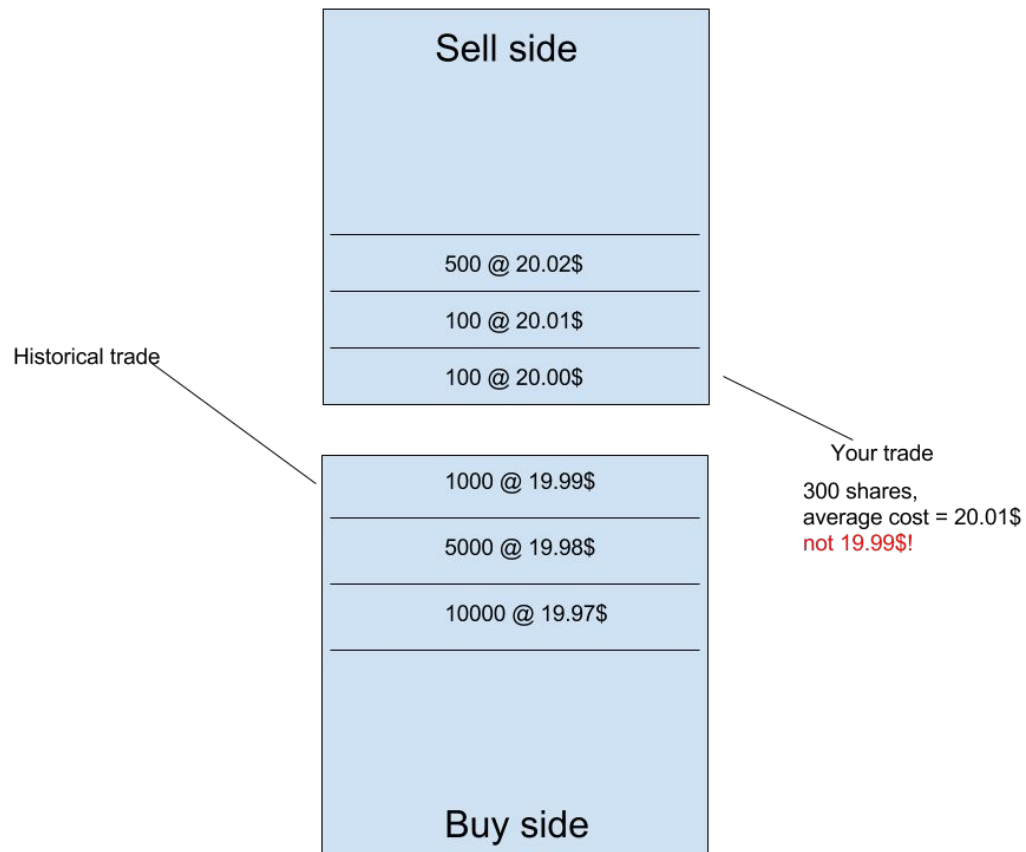 Sell side
500 @ 20.02$
100 @ 20.01$
Historical trade
100 @ 20.00$
Your trade
1000 @ 19.99$
300 shares,
average cost = 20.01$
not 19.99$!
5000 @ 19.98$
10000 @ 19.97$
Buy side